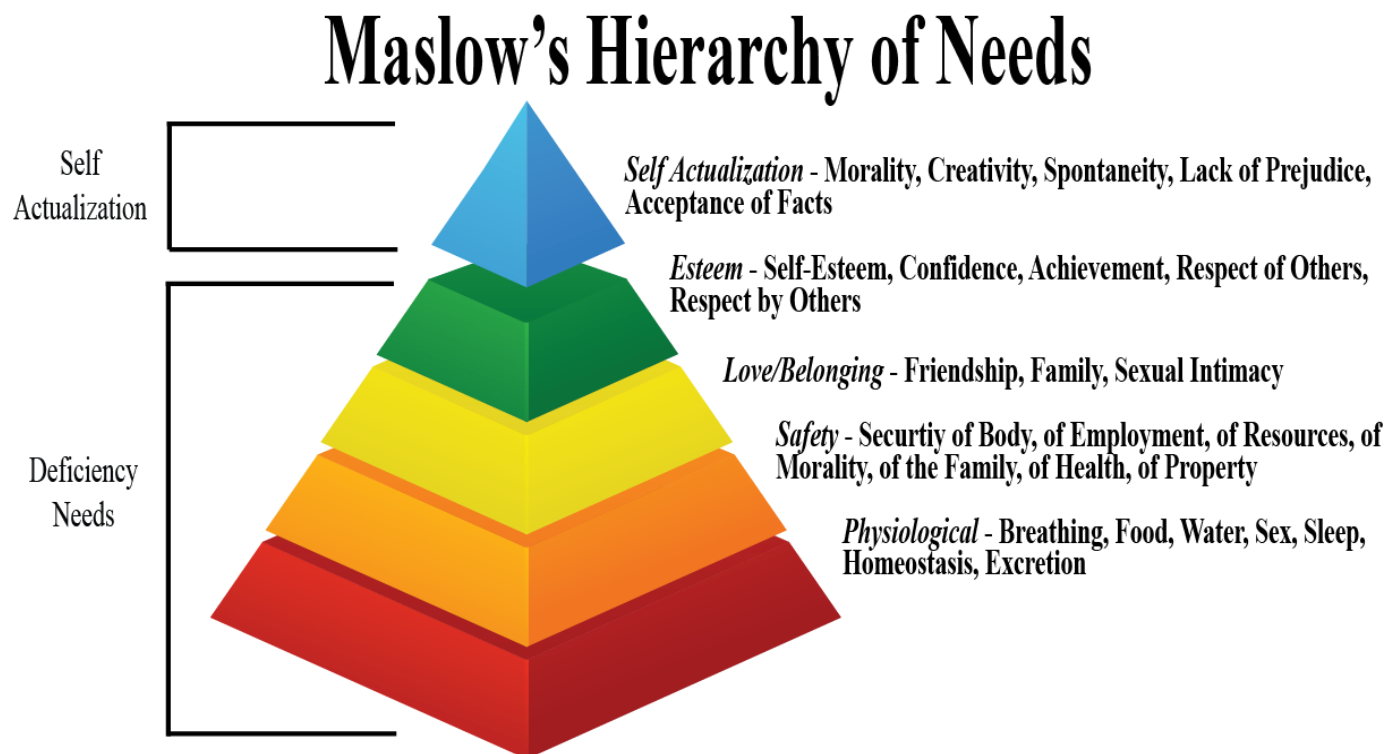 Maslow's Hierarchy of Needs
Self
Actualization
Self Actualization - Morality, Creativity, Spontaneity, Lack of Prejudice,
Acceptance of Facts
Esteem - Self-Esteem, Confidence, Achievement, Respect of Others,
Respect by Others
Love/Belonging - Friendship, Family, Sexual Intimacy
Safety - Securtiy of Body, of Employment, of Resources, of
Morality, of the Family, of Health, of Property
Deficiency
Needs
Physiological - Breathing, Food, Water, Sex, Sleep,
Homeostasis, Excretion